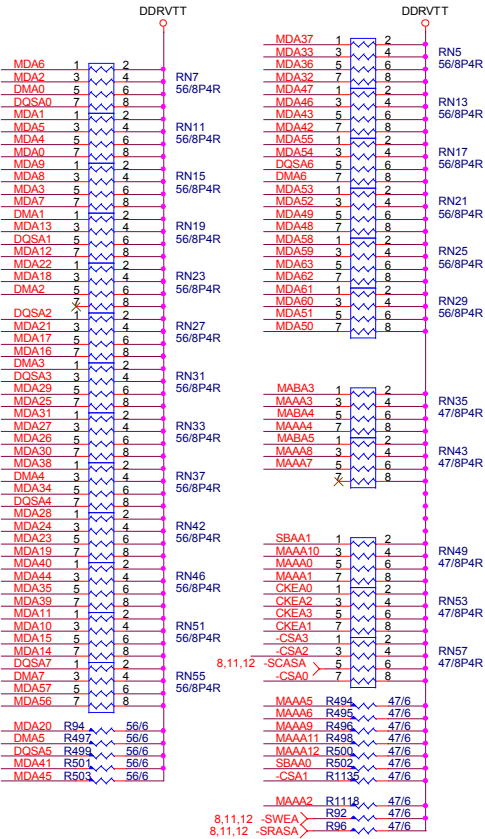 DDRVTT
MDA6 1 2
MDA2 3 4 RN7
DMA0 5 6 56/8P4R
DQSA0 7 8
MDA1 1 2
MDA5 3 4 RN11
MDA4 5 6 56/8P4R
MDA0 7 8
MDA9 1 2
MDA8 3 4 RN15
MDA3 5 6 56/8P4R
MDA7 7 8
DMA1 1 2
MDA13 3 4 RN19
DQSA1 5 6 56/8P4R
MDA12 7 8
MDA22 1 2
MDA18 3 4 RN23
DMA2 5 6 56/8P4R
7 8
DQSA2 1 2
MDA21 3 4 RN27
MDA17 5 6 56/8P4R
MDA16 7 8
DMA3 1 2
DQSA3 3 4 RN31
MDA29 5 6 56/8P4R
MDA25 7 8
MDA31 1 2
MDA27 3 4 RN33
MDA26 5 6 56/8P4R
MDA30 7 8
MDA38 1 2
DMA4 3 4 RN37
MDA34 5 6 56/8P4R
DQSA4 7 8
MDA28 1 2
MDA24 3 4 RN42
MDA23 5 6 56/8P4R
MDA19 7 8
MDA40 1 2
MDA44 3 4 RN46
MDA35 5 6 56/8P4R
MDA39 7 8
MDA11 1 2
MDA10 3 4 RN51
MDA15 5 6 56/8P4R
MDA14 7 8
DQSA7 1 2
DMA7 3 4 RN55
MDA57 5 6 56/8P4R
MDA56 7 8
MDA20 R94 56/6
DMA5 R497 56/6
DQSA5 R499 56/6
MDA41 R501 56/6
MDA45 R503 56/6
DDRVTT
MDA37 1 2
MDA33 3 4 RN5
MDA36 5 6 56/8P4R
MDA32 7 8
MDA47 1 2
MDA46 3 4 RN13
MDA43 5 6 56/8P4R
MDA42 7 8
MDA55 1 2
MDA54 3 4 RN17
DQSA6 5 6 56/8P4R
DMA6 7 8
MDA53 1 2
MDA52 3 4 RN21
MDA49 5 6 56/8P4R
MDA48 7 8
MDA58 1 2
MDA59 3 4 RN25
MDA63 5 6 56/8P4R
MDA62 7 8
MDA61 1 2
MDA60 3 4 RN29
MDA51 5 6 56/8P4R
MDA50 7 8
MABA3 1 2
MAAA3 3 4 RN35
MABA4 5 6 47/8P4R
MAAA4 7 8
MABA5 1 2
MAAA8 3 4 RN43
MAAA7 5 6 47/8P4R
7 8
SBAA1 1 2
MAAA10 3 4 RN49
MAAA0 5 6 47/8P4R
MAAA1 7 8
CKEA0 1 2
CKEA2 3 4 RN53
CKEA3 5 6 47/8P4R
CKEA1 7 8
-CSA3 1 2
-CSA2 3 4 RN57
8,11,12 -SCASA 5 6 47/8P4R
-CSA0 7 8
MAAA5 R494 47/6
MAAA6 R495 47/6
MAAA9 R496 47/6
MAAA11 R498 47/6
MAAA12 R500 47/6
SBAA0 R502 47/6
-CSA1 R1135 47/6
MAAA2 R1118 47/6
8,11,12 -SWEA R92 47/6
8,11,12 -SRASA R96 47/6